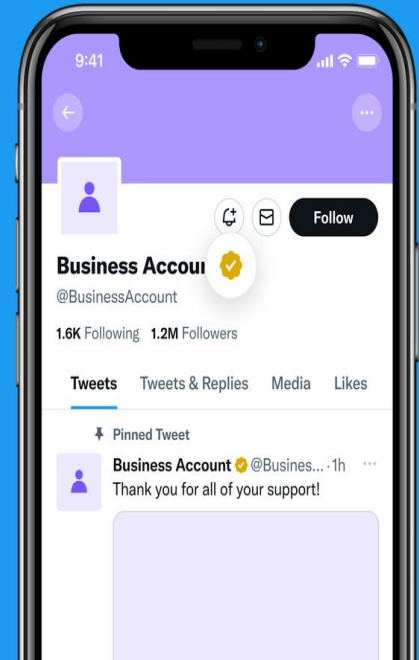 9:41
Follow
Business Accou
@BusinessAccount
1.6K Following 1.2M Followers
Tweets Tweets & Replies Media Likes
Pinned Tweet
Business Account @Busines... · 1h
Thank you for all of your support!